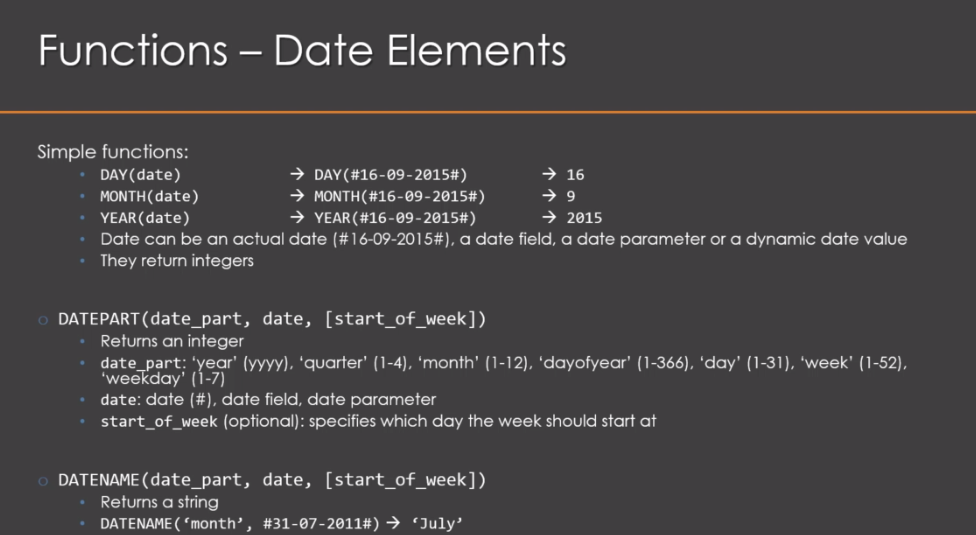 Functions – Date Elements
Simple functions:
• DAY(date) → DAY(#16-09-2015#) → 16
• MONTH(date) → MONTH(#16-09-2015#) → 9
• YEAR(date) → YEAR(#16-09-2015#) → 2015
• Date can be an actual date (#16-09-2015#), a date field, a date parameter or a dynamic date value
• They return integers
o DATEPART(date_part, date, [start_of_week])
• Returns an integer
• date_part: ‘year’ (yyyy), ‘quarter’ (1-4), ‘month’ (1-12), ‘dayofyear’ (1-366), ‘day’ (1-31), ‘week’ (1-52),
‘weekday’ (1-7)
• date: date (#), date field, date parameter
• start_of_week (optional): specifies which day the week should start at
o DATENAME(date_part, date, [start_of_week])
• Returns a string
• DATENAME(‘month’, #31-07-2011#) → ‘July’